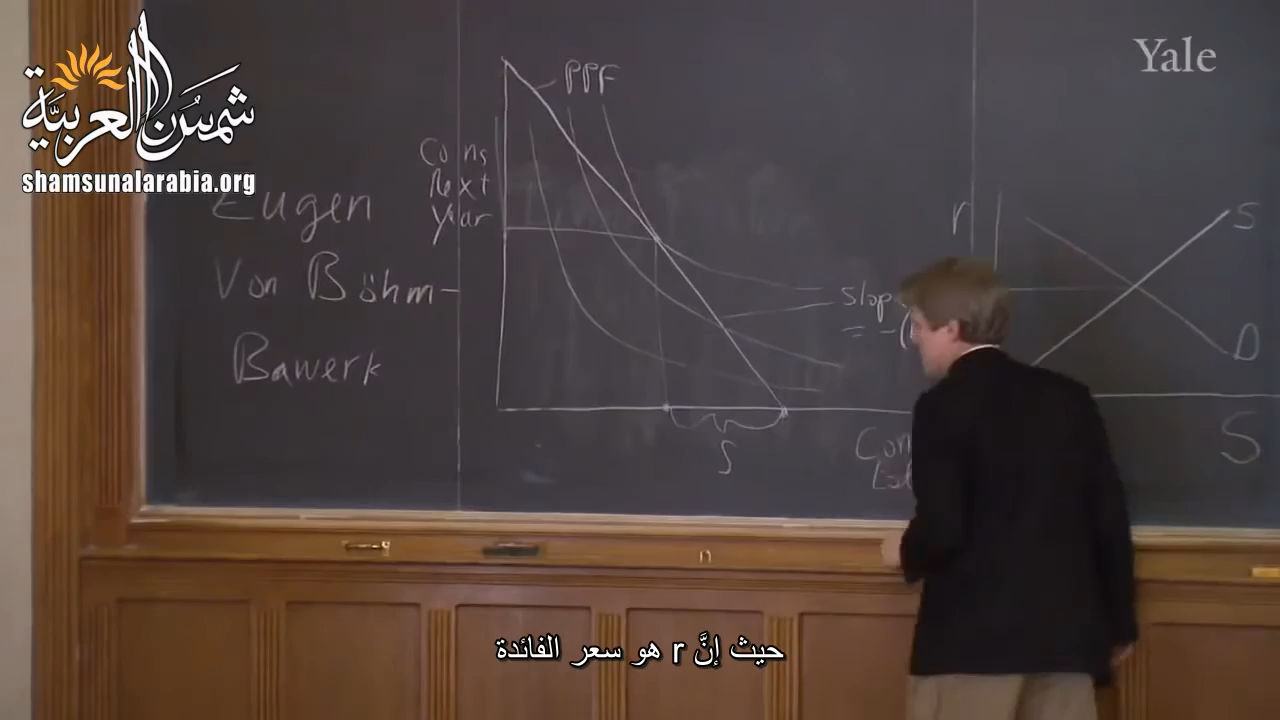 Yale
شمس العربية
shamsunalarabia.org
PPF
Cons
Next
Year
Eugen
Von Böhm-
Bawerk
r
S
D
Slop
= -(
S
Con
S
حيث إنَّ r هو سعر الفائدة